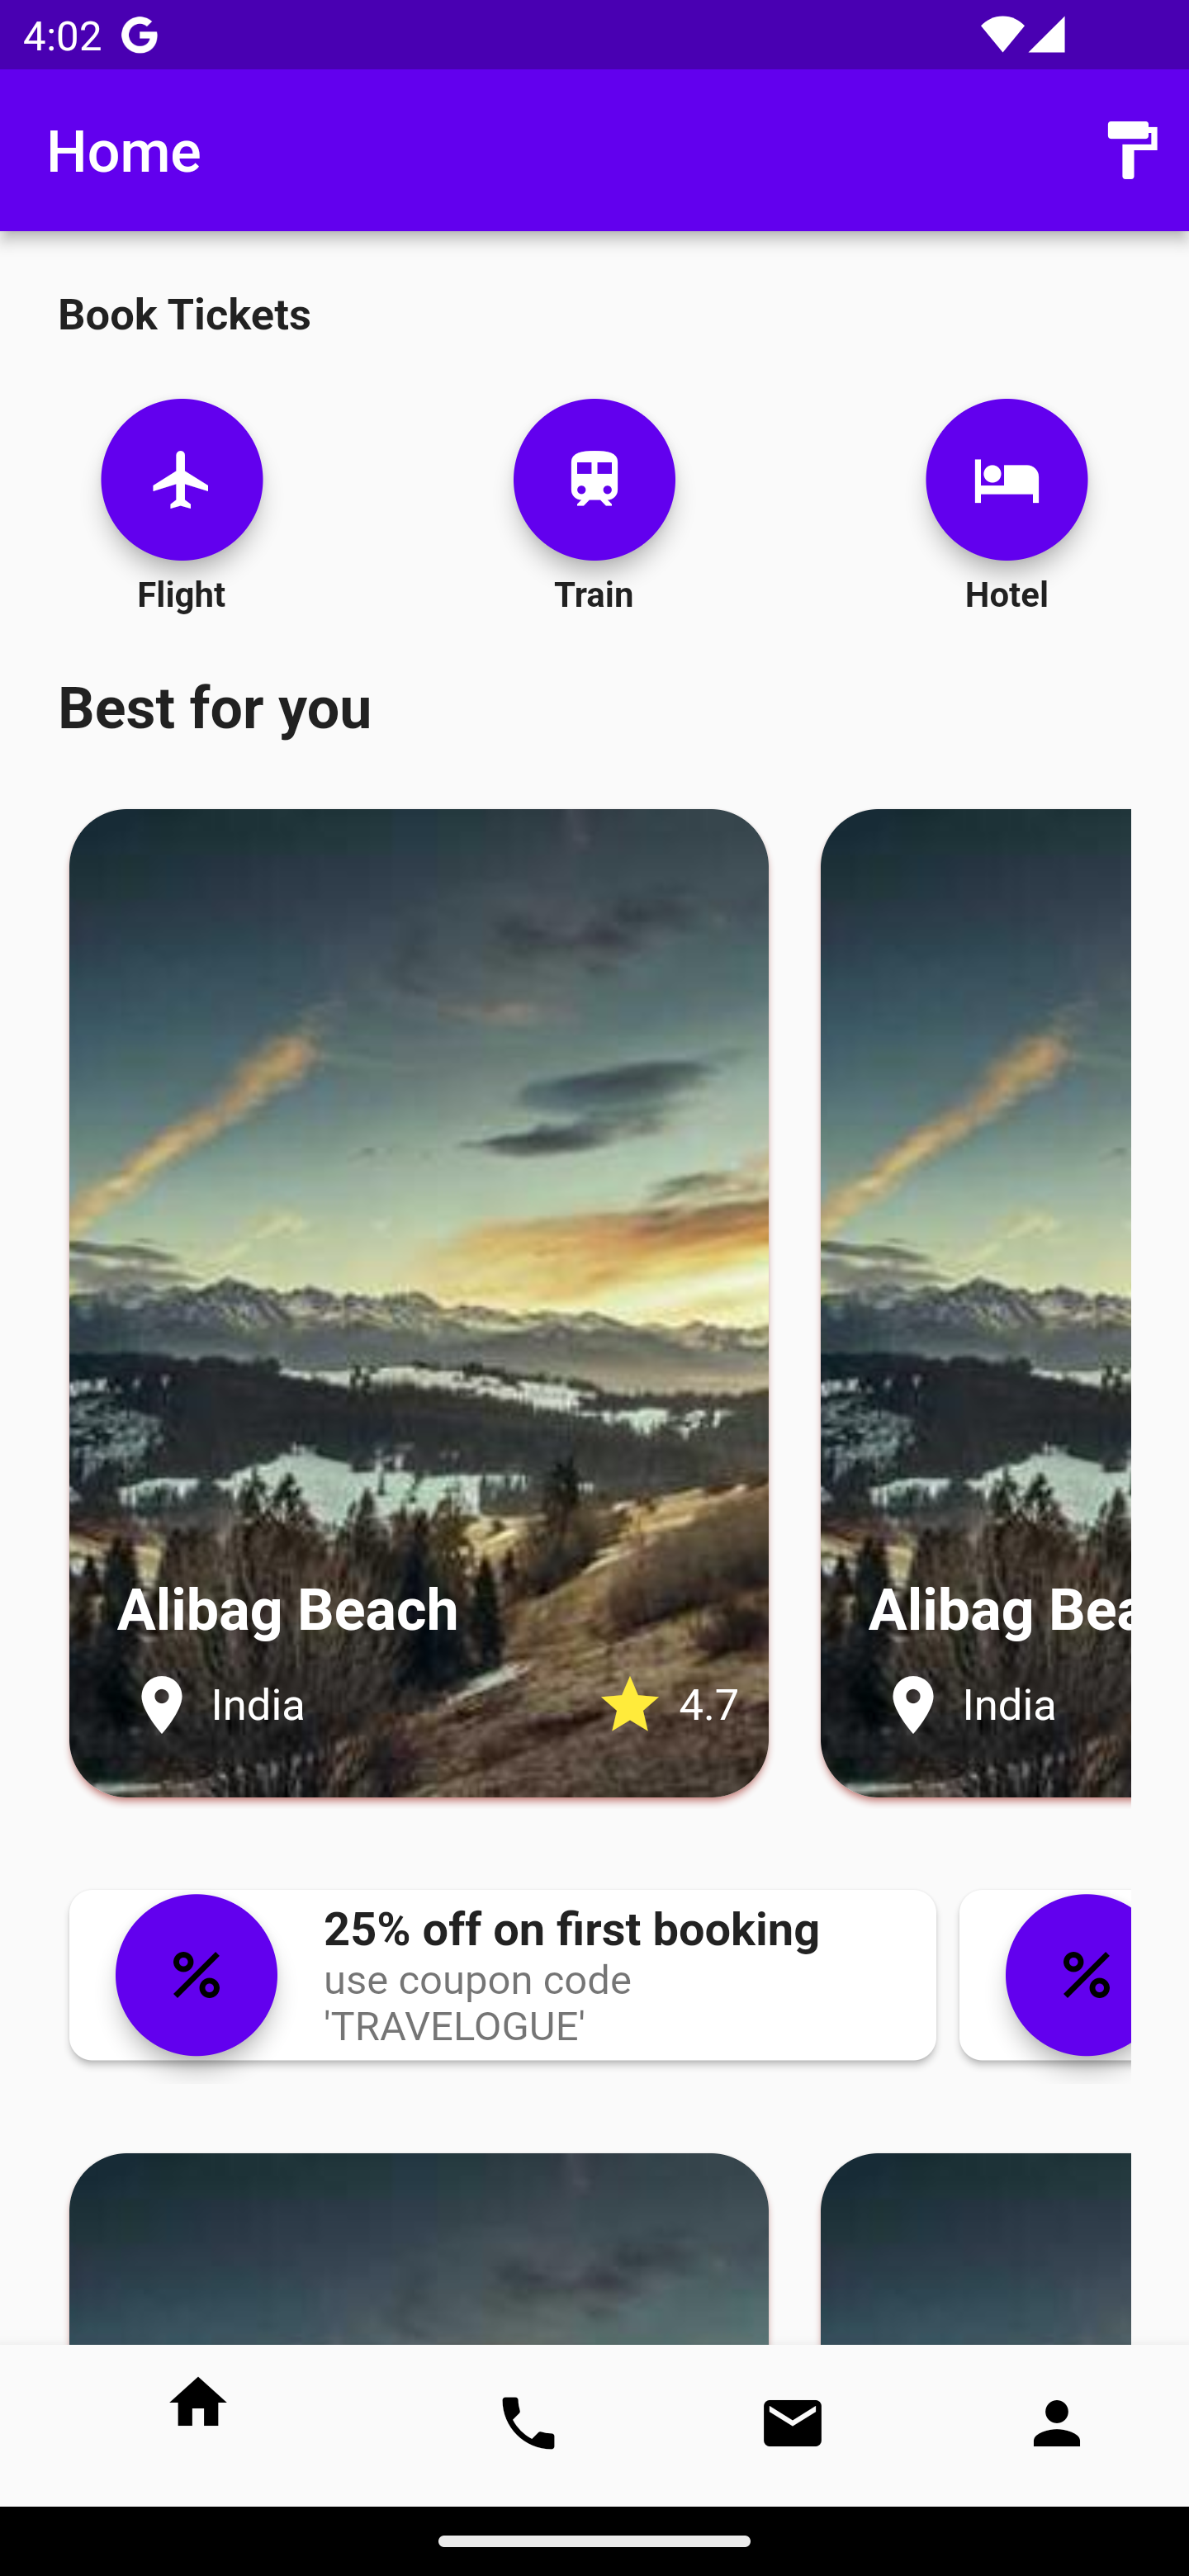 4:02
Home
Book Tickets
Flight
Train
Hotel
Best for you
Alibag Beach
India
4.7
Alibag Bea
India
25% off on first booking
use coupon code
'TRAVELOGUE'